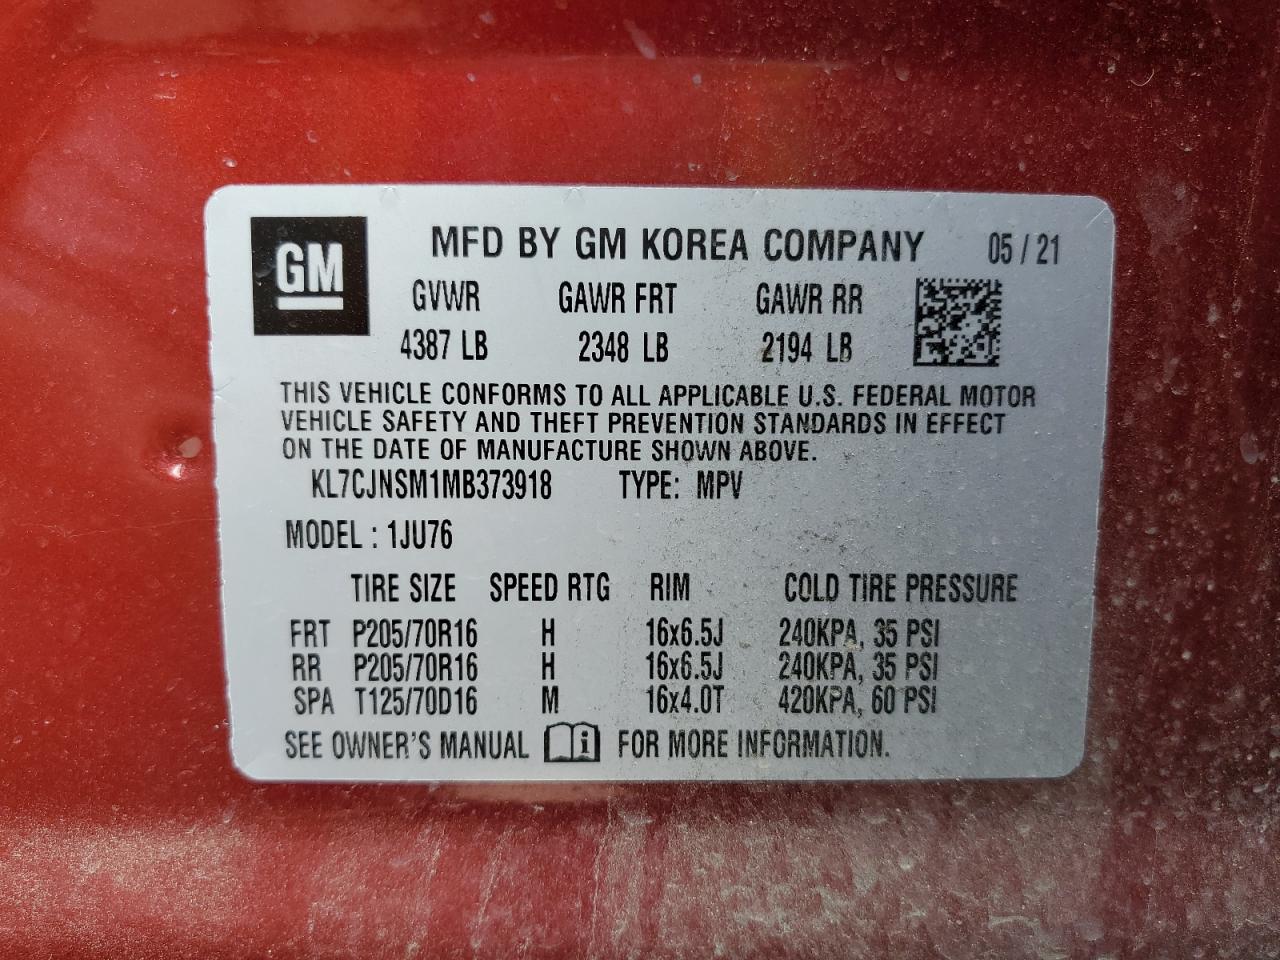 GM MFD BY GM KOREA COMPANY 05 / 21
GVWR GAWR FRT GAWR RR
4387 LB 2348 LB 2194 LB
THIS VEHICLE CONFORMS TO ALL APPLICABLE U.S. FEDERAL MOTOR
VEHICLE SAFETY AND THEFT PREVENTION STANDARDS IN EFFECT
ON THE DATE OF MANUFACTURE SHOWN ABOVE.
KL7CJNSM1MB373918 TYPE: MPV
MODEL : 1JU76
TIRE SIZE SPEED RTG RIM COLD TIRE PRESSURE
FRT P205/70R16 H 16x6.5J 240KPA, 35 PSI
RR P205/70R16 H 16x6.5J 240KPA, 35 PSI
SPA T125/70D16 M 16x4.0T 420KPA, 60 PSI
SEE OWNER'S MANUAL i FOR MORE INFORMATION.